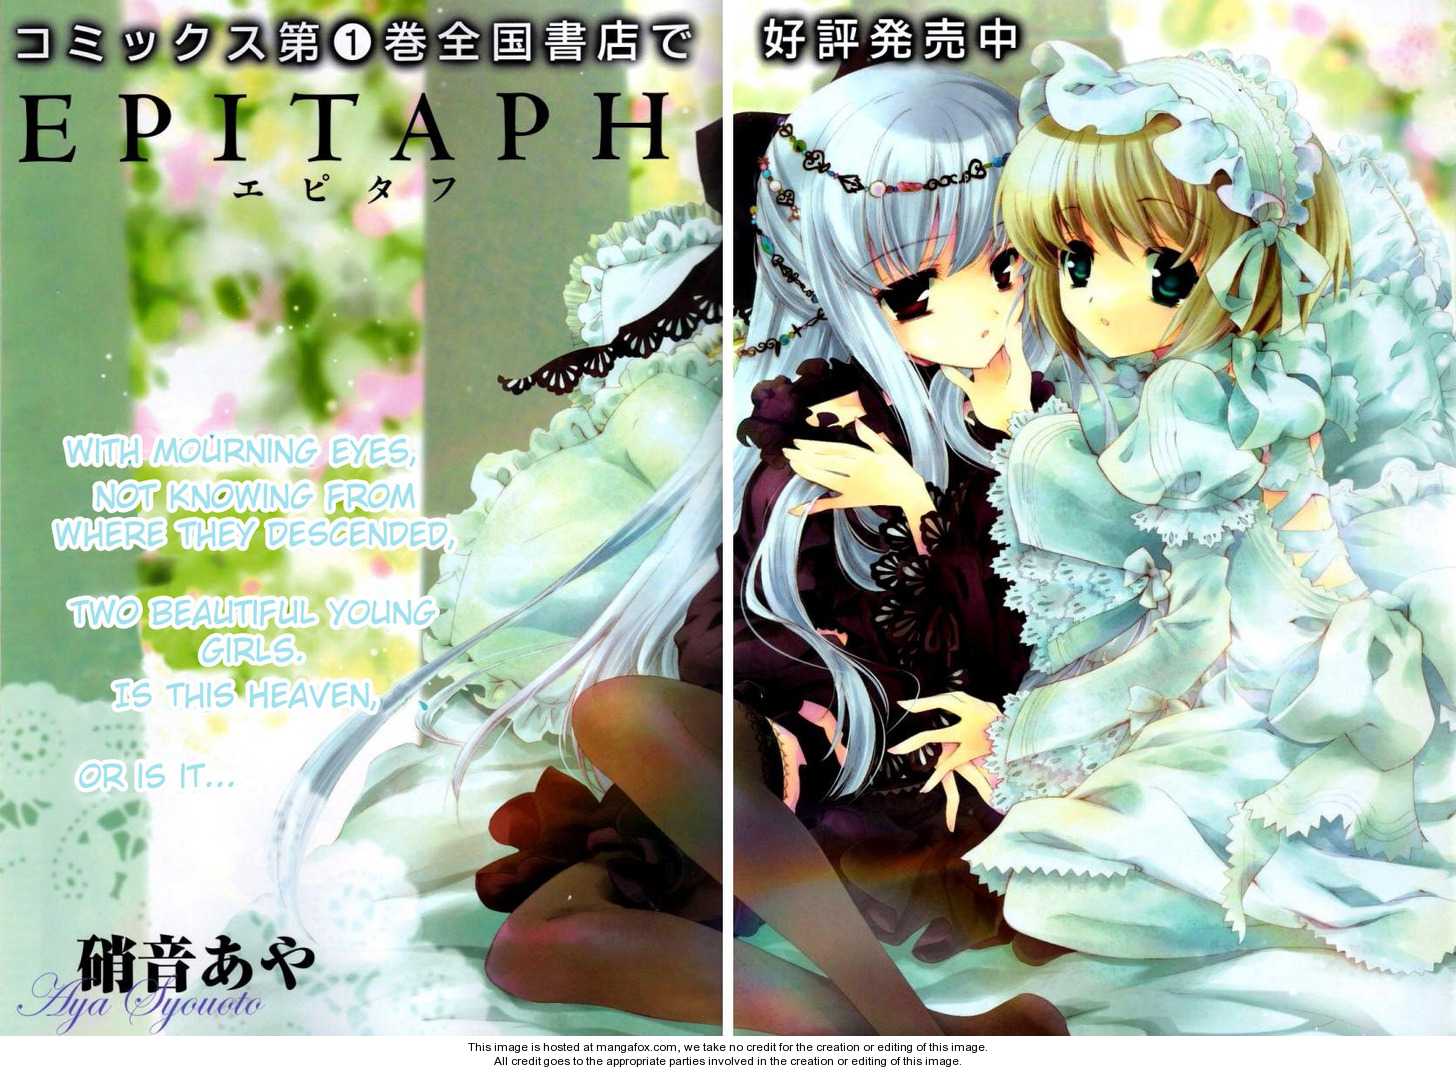 コミックス第❶巻全国書店で 好評発売中
EPITAPH
エピタフ
WITH MOURNING EYES,
NOT KNOWING FROM
WHERE THEY DESCENDED,
TWO BEAUTIFUL YOUNG
GIRLS.
IS THIS HEAVEN,
OR IS IT...
硝音あや
Aya Syouoto
This image is hosted at mangafox.com, we take no credit for the creation or editing of this image.
All credit goes to the appropriate parties involved in the creation or editing of this image.